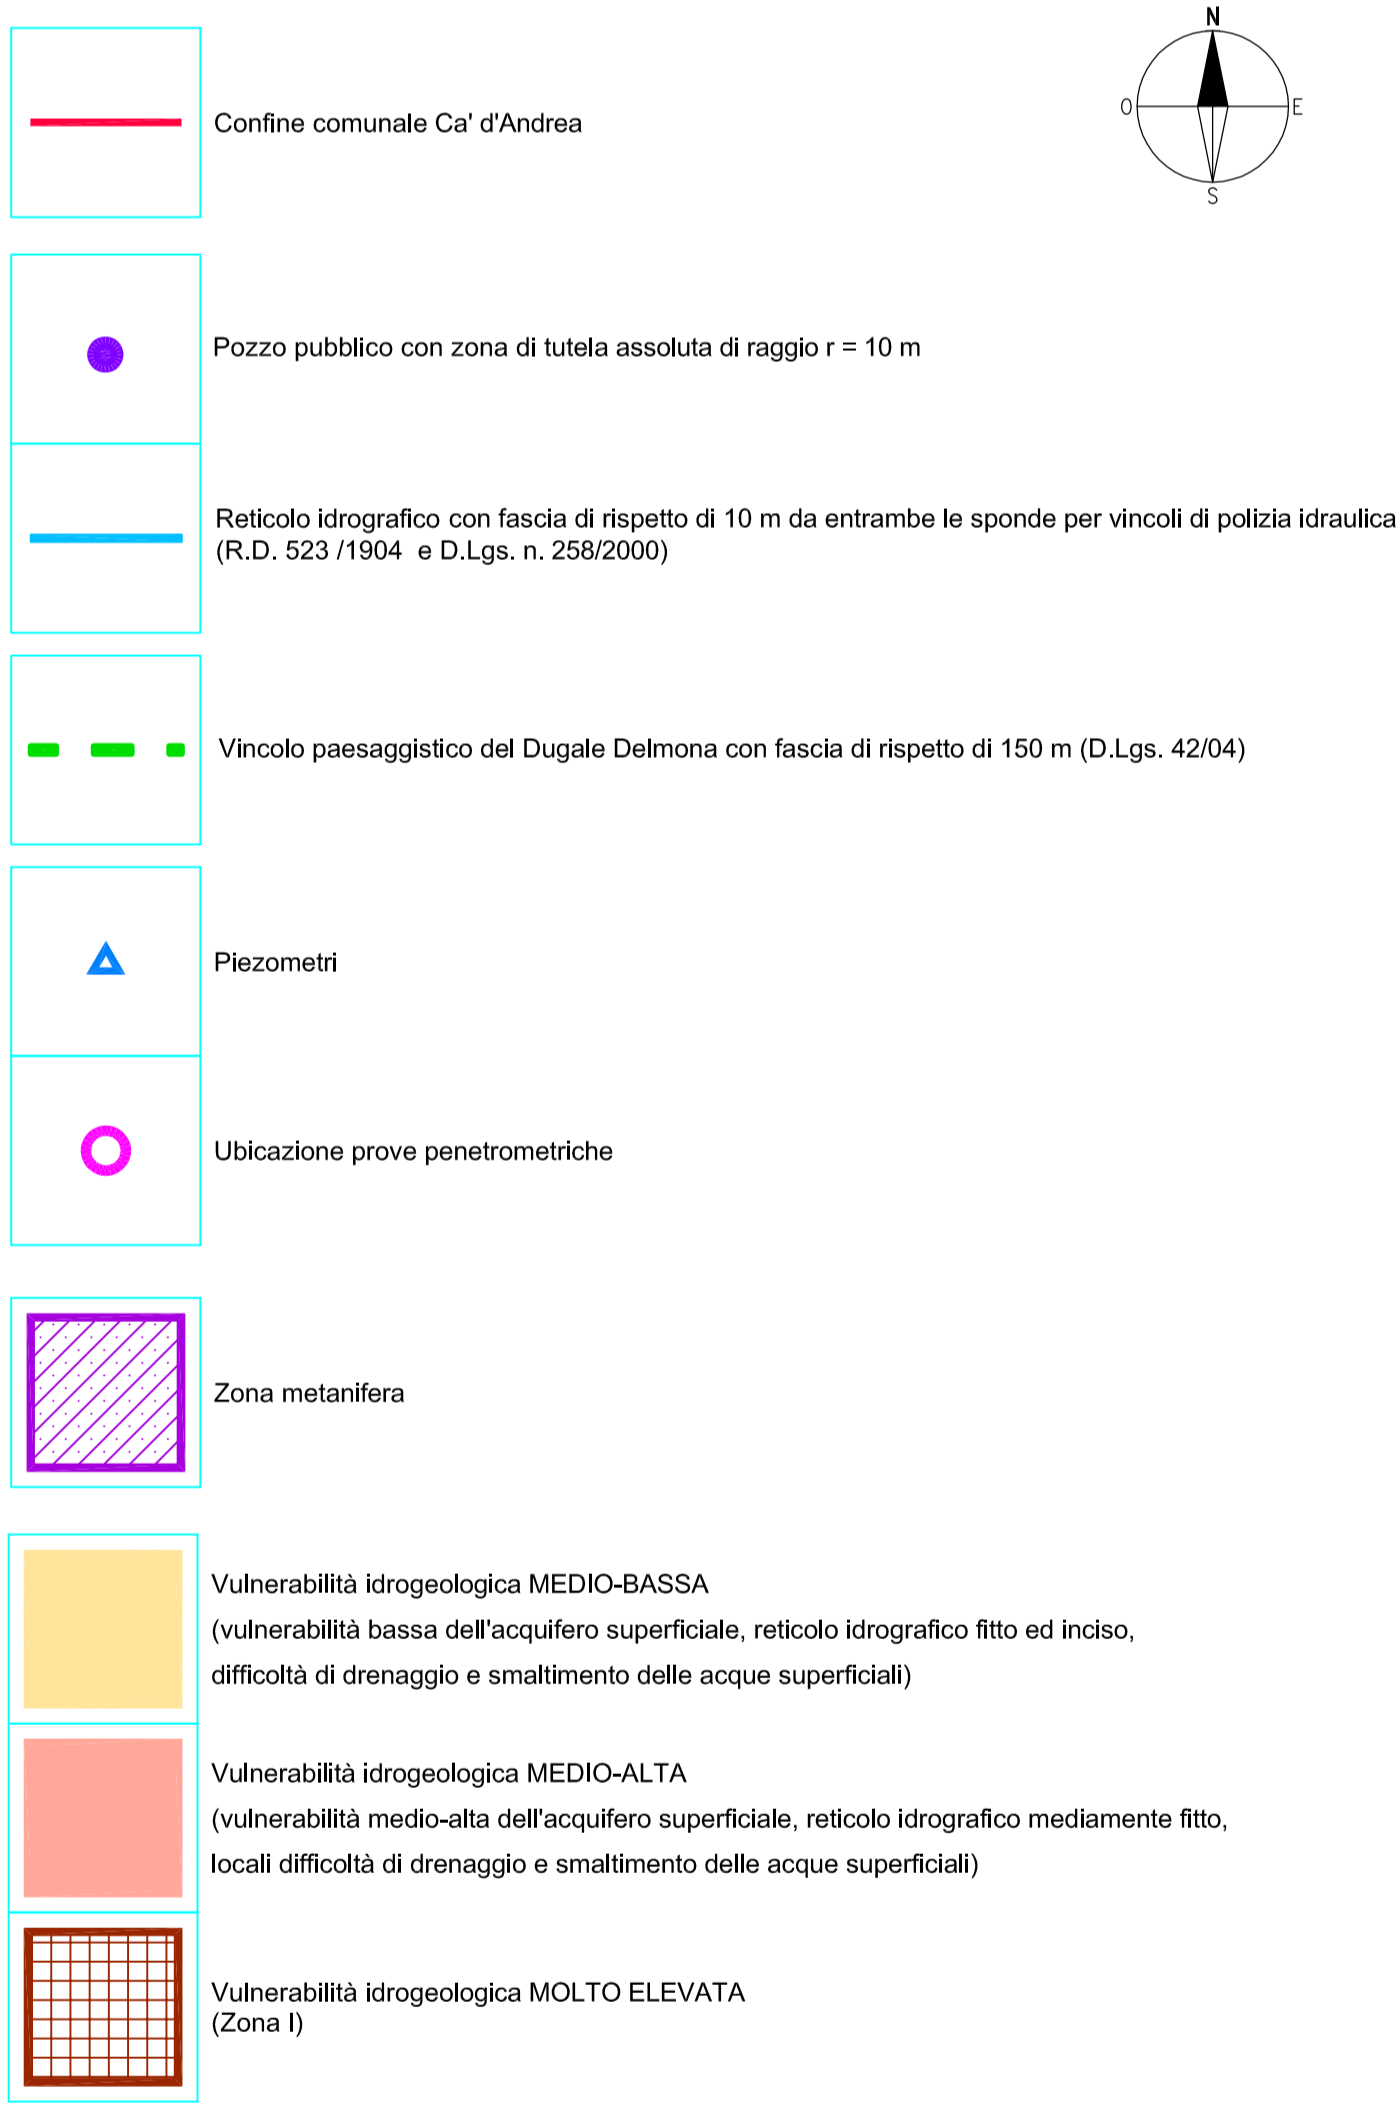 N
O
E
S
Confine comunale Ca' d'Andrea
Pozzo pubblico con zona di tutela assoluta di raggio r = 10 m
Reticolo idrografico con fascia di rispetto di 10 m da entrambe le sponde per vincoli di polizia idraulica
(R.D. 523 /1904 e D.Lgs. n. 258/2000)
Vincolo paesaggistico del Dugale Delmona con fascia di rispetto di 150 m (D.Lgs. 42/04)
Piezometri
Ubicazione prove penetrometriche
Zona metanifera
Vulnerabilità idrogeologica MEDIO-BASSA
(vulnerabilità bassa dell'acquifero superficiale, reticolo idrografico fitto ed inciso,
difficoltà di drenaggio e smaltimento delle acque superficiali)
Vulnerabilità idrogeologica MEDIO-ALTA
(vulnerabilità medio-alta dell'acquifero superficiale, reticolo idrografico mediamente fitto,
locali difficoltà di drenaggio e smaltimento delle acque superficiali)
Vulnerabilità idrogeologica MOLTO ELEVATA
(Zona I)